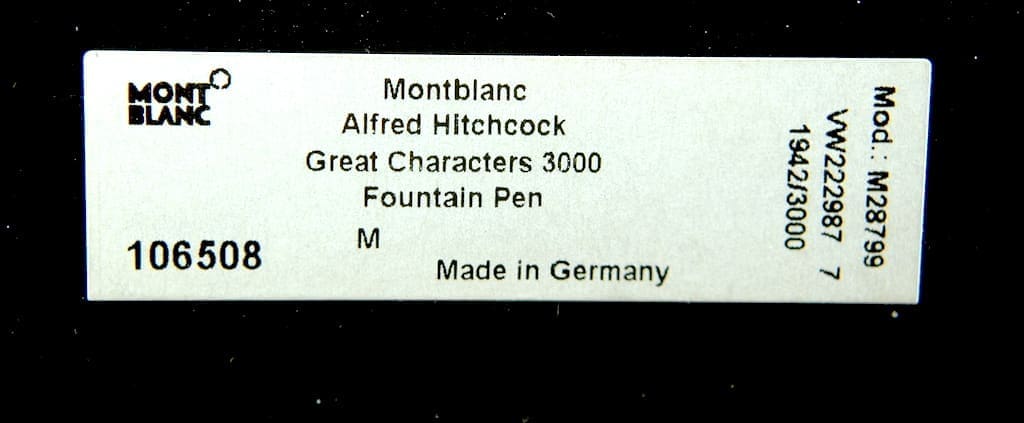 MONT
BLANC
Montblanc
Alfred Hitchcock
Great Characters 3000
Fountain Pen
M
106508
Made in Germany
Mod.: M28799
VW222987 7
1942/3000